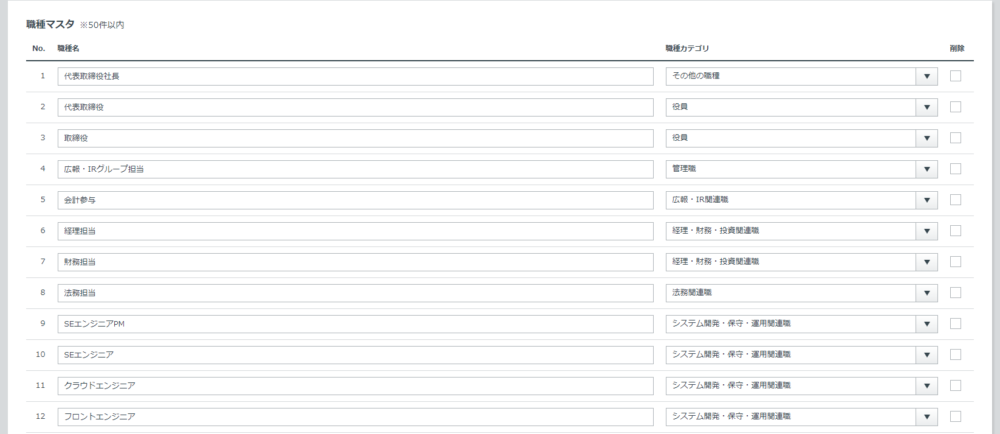 職種マスタ ※50件以内
No. 職種名 職種カテゴリ 削除
1 代表取締役社長 その他の職種 ▼
2 代表取締役 役員 ▼
3 取締役 役員 ▼
4 広報・IRグループ担当 管理職 ▼
5 会計参与 広報・IR関連職 ▼
6 経理担当 経理・財務・投資関連職 ▼
7 財務担当 経理・財務・投資関連職 ▼
8 法務担当 法務関連職 ▼
9 SEエンジニアPM システム開発・保守・運用関連職 ▼
10 SEエンジニア システム開発・保守・運用関連職 ▼
11 クラウドエンジニア システム開発・保守・運用関連職 ▼
12 フロントエンジニア システム開発・保守・運用関連職 ▼